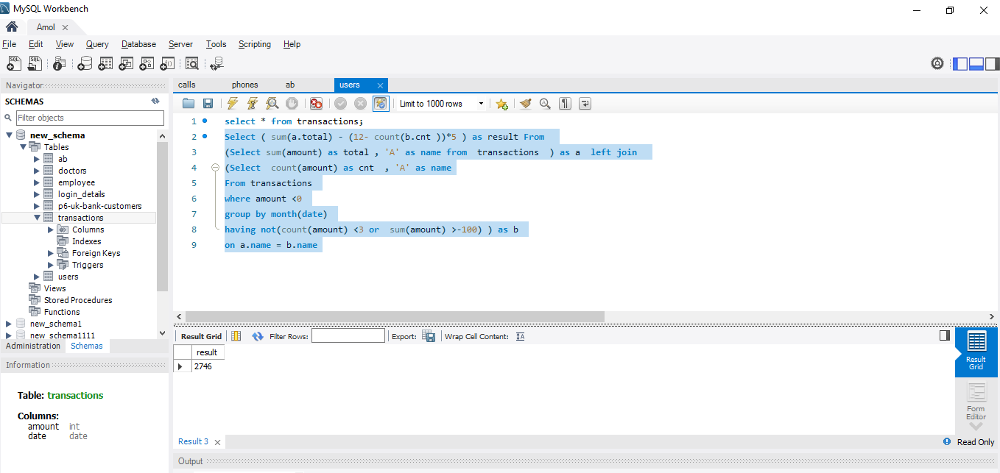 MySQL Workbench
Amol
File Edit View Query Database Server Tools Scripting Help
Navigator
SCHEMAS
Filter objects
new_schema
Tables
ab
doctors
employee
login_details
p6-uk-bank-customers
transactions
Columns
Indexes
Foreign Keys
Triggers
users
Views
Stored Procedures
Functions
new_schema1
new_schema1111
Administration Schemas
Information
Table: transactions
Columns:
amount int
date date
calls phones ab users
Limit to 1000 rows
1 select * from transactions;
2 Select ( sum(a.total) - (12- count(b.cnt ))*5 ) as result From
3 (Select sum(amount) as total , 'A' as name from transactions ) as a left join
4 (Select count(amount) as cnt , 'A' as name
5 From transactions
6 where amount <0
7 group by month(date)
8 having not(count(amount) <3 or sum(amount) >-100) ) as b
9 on a.name = b.name
Result Grid Filter Rows: Export: Wrap Cell Content:
result
2746
Result Grid
Form Editor
Result 3
Read Only
Output